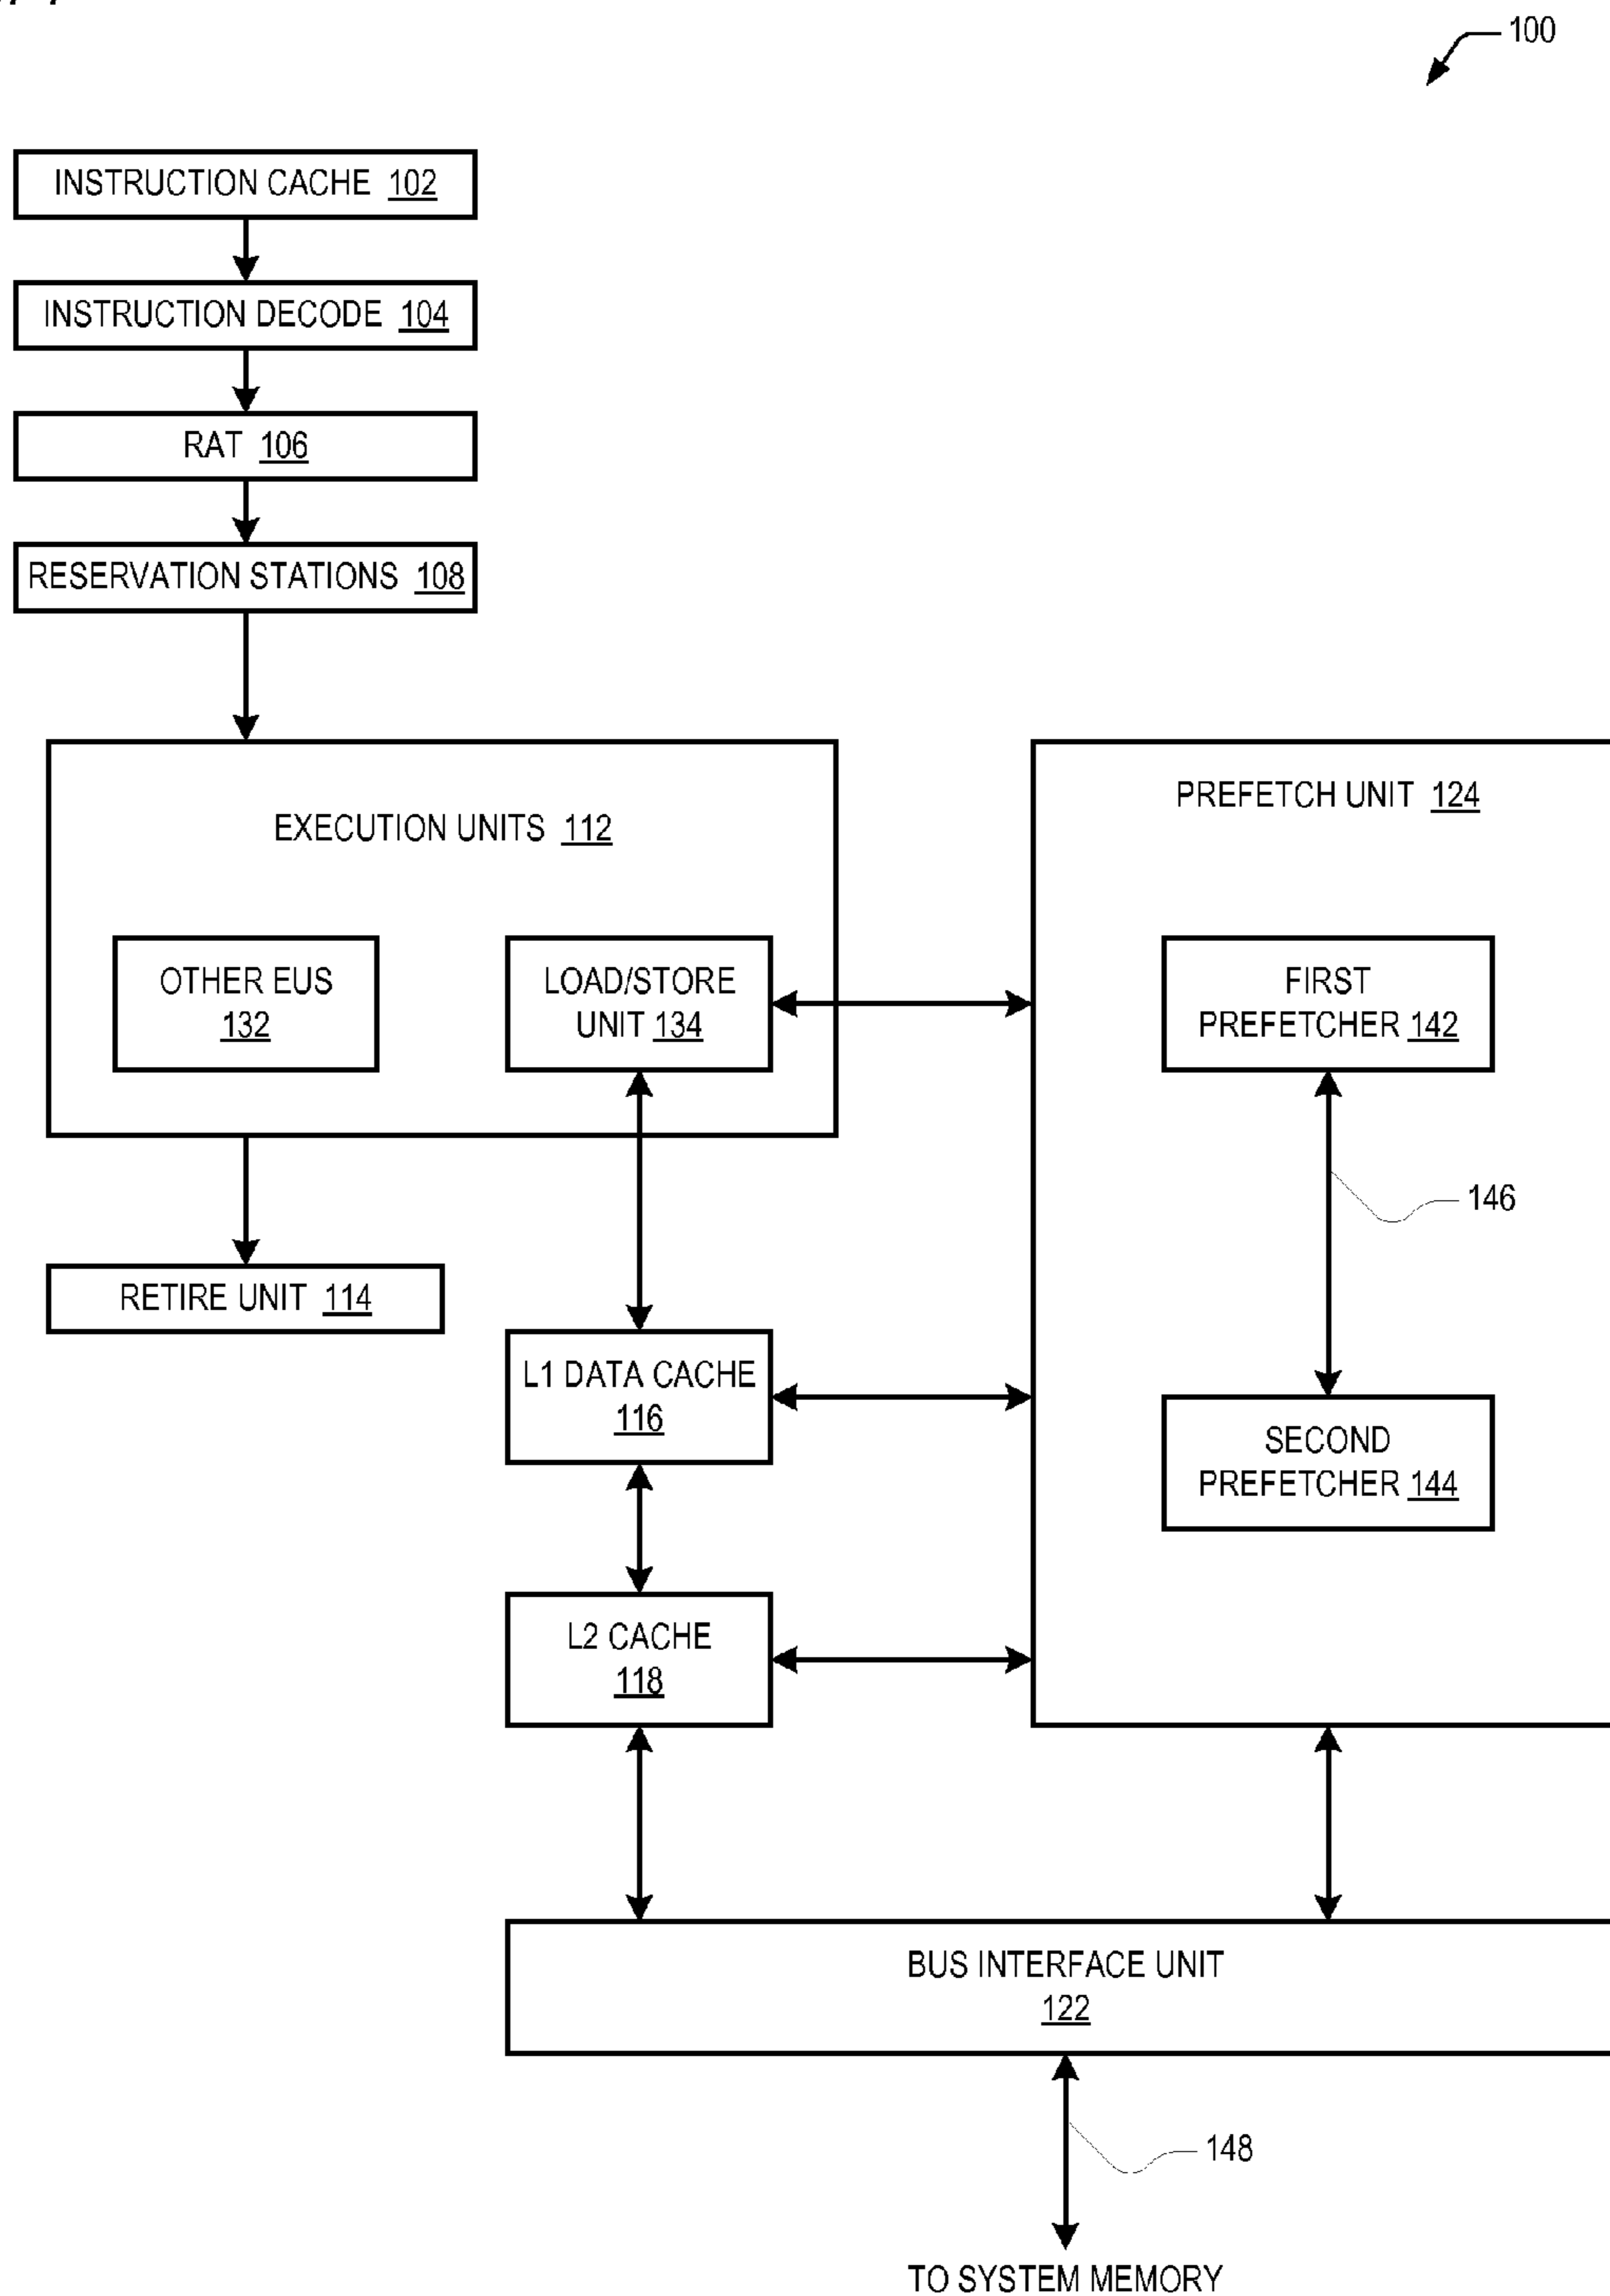 100
INSTRUCTION CACHE 102
INSTRUCTION DECODE 104
RAT 106
RESERVATION STATIONS 108
EXECUTION UNITS 112
OTHER EUS
132
LOAD/STORE
UNIT 134
PREFETCH UNIT 124
FIRST
PREFETCHER 142
146
SECOND
PREFETCHER 144
RETIRE UNIT 114
L1 DATA CACHE
116
L2 CACHE
118
BUS INTERFACE UNIT
122
148
TO SYSTEM MEMORY